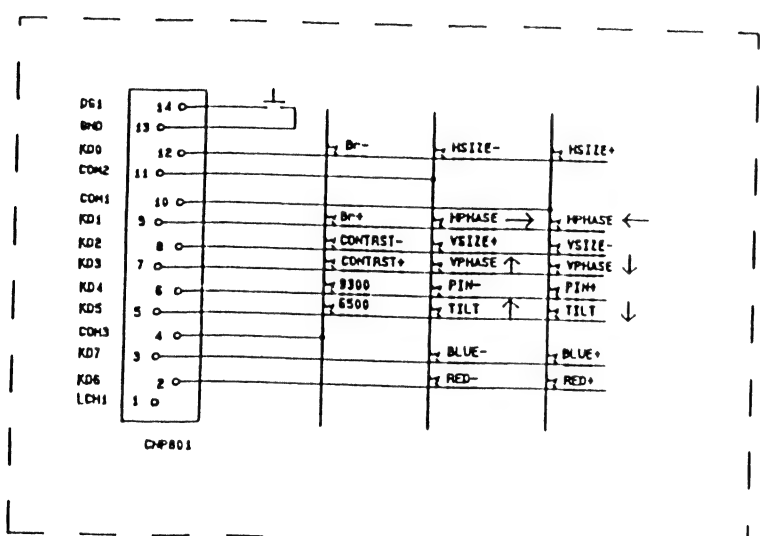 DG1 14
GND 13
KD0 12 Br- HSIZE- HSIZE+
COM2 11
COM1 10
KD1 9 Br+ HPHASE → HPHASE ←
KD2 8 CONTRST- VSIZE+ VSIZE-
KD3 7 CONTRST+ VPHASE ↑ VPHASE ↓
KD4 6 9300 PIN- PIN+
KD5 5 6500 TILT ↑ TILT ↓
COM3 4
KD7 3 BLUE- BLUE+
KD6 2 RED- RED+
LCH1 1
CNP801